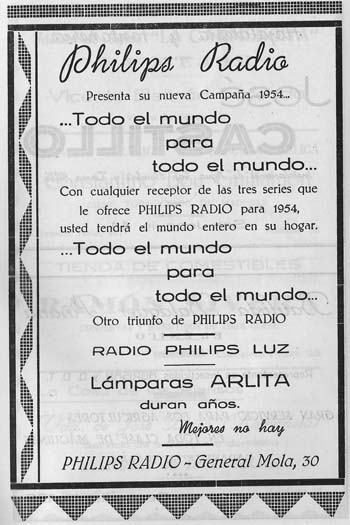 Philips Radio
Presenta su nueva Campaña 1954...
...Todo el mundo
para
todo el mundo...
Con cualquier receptor de las tres series que
le ofrece PHILIPS RADIO para 1954,
usted tendrá el mundo entero en su hogar.
...Todo el mundo
para
todo el mundo...
Otro triunfo de PHILIPS RADIO
RADIO PHILIPS LUZ
Lámparas ARLITA
duran años.
Mejores no hay
PHILIPS RADIO - General Mola, 30